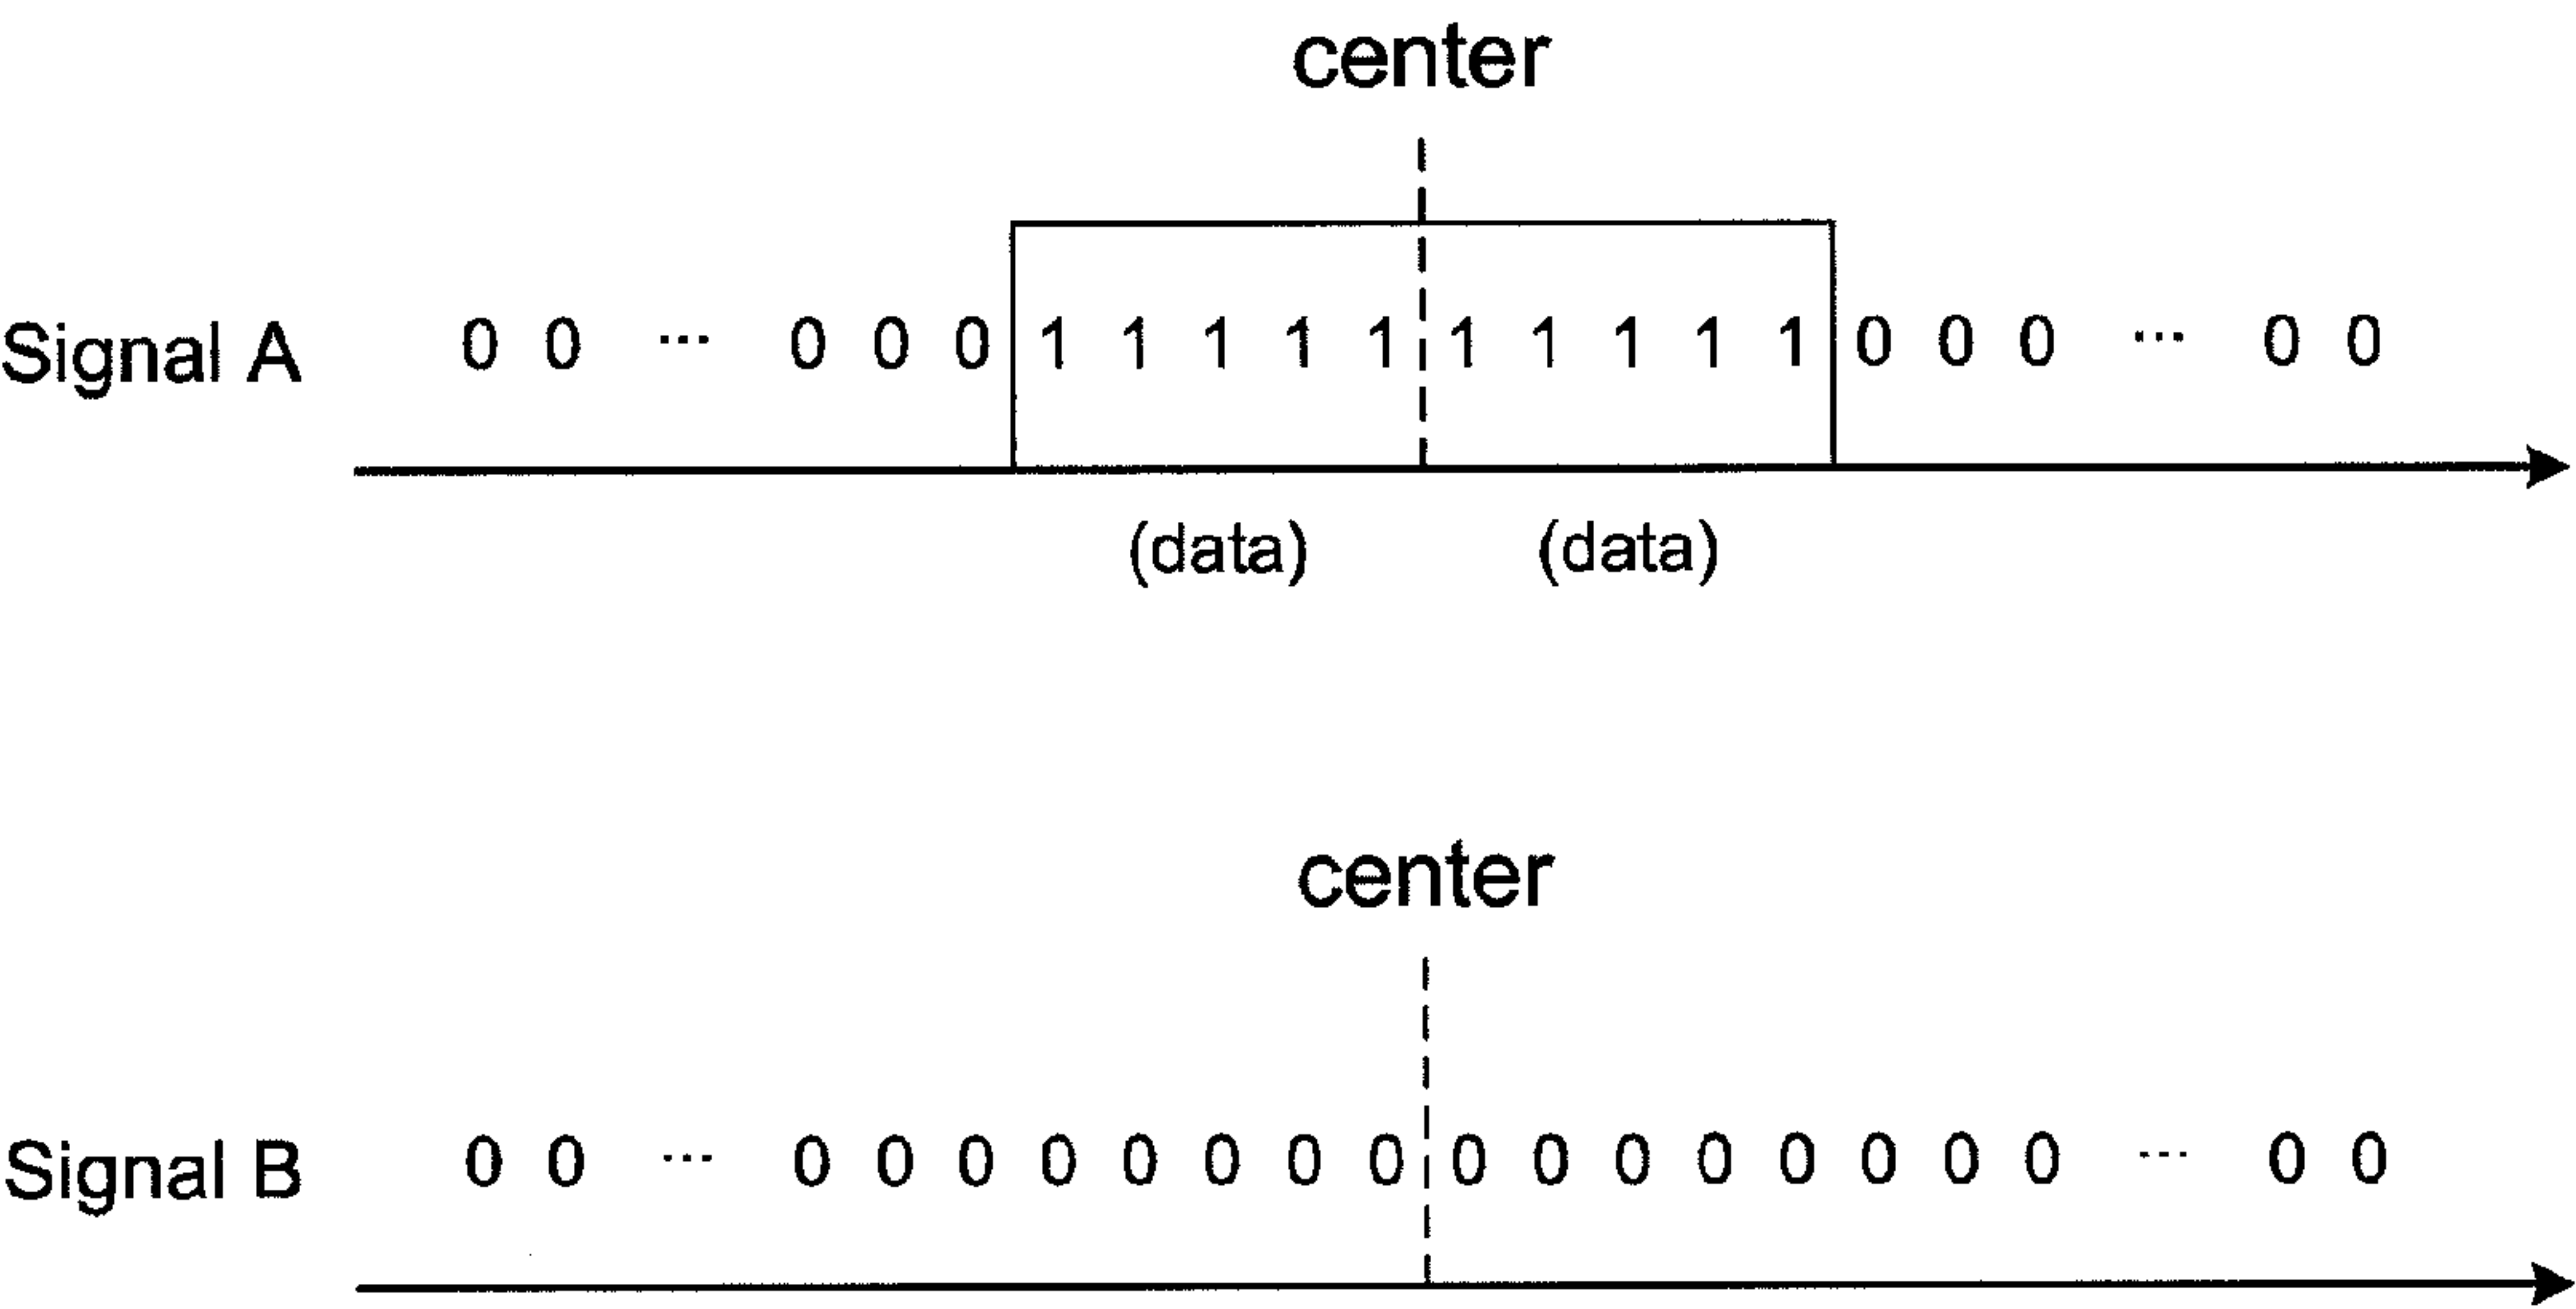 center
Signal A 0 0 ... 0 0 0 1 1 1 1 1 1 1 1 1 1 0 0 0 ... 0 0
(data) (data)
center
Signal B 0 0 ... 0 0 0 0 0 0 0 0 0 0 0 0 0 0 0 0 ... 0 0